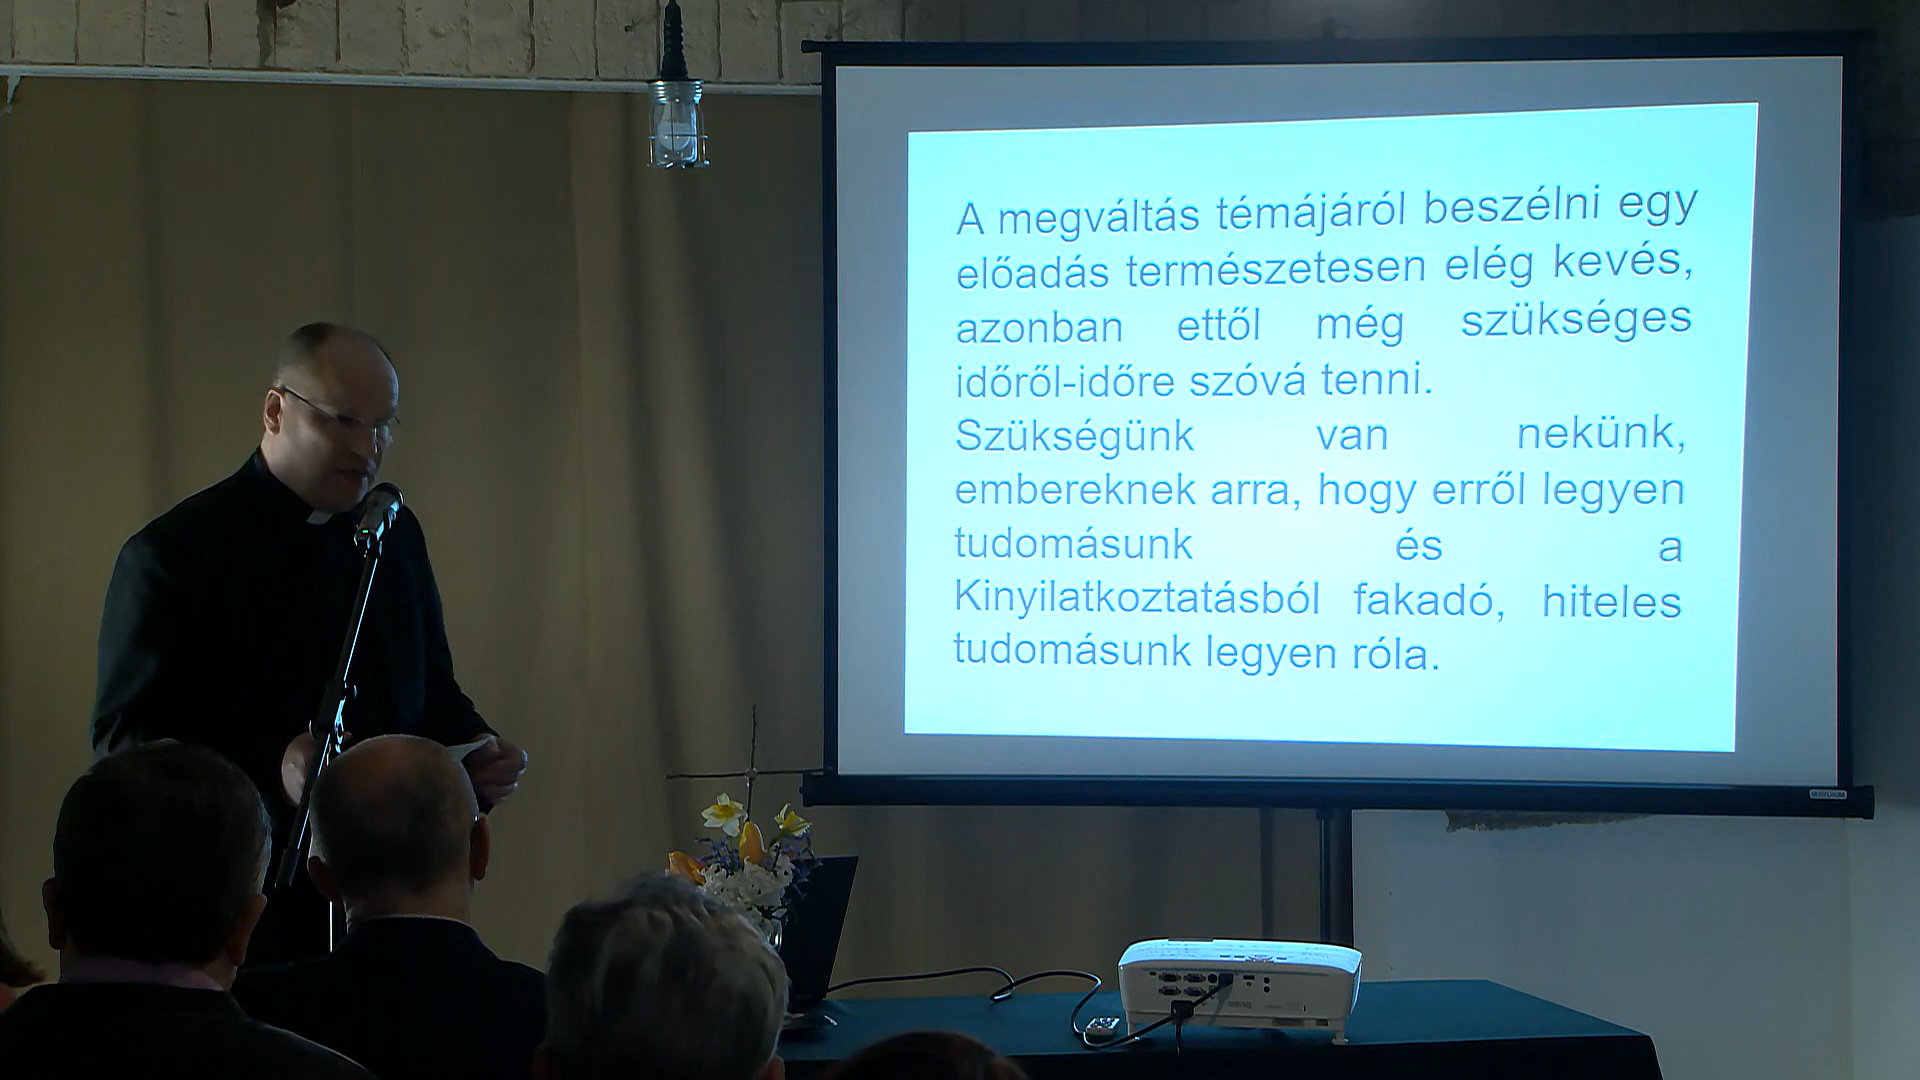 A megváltás témájáról beszélni egy
előadás természetesen elég kevés,
azonban ettől még szükséges
időről-időre szóvá tenni.
Szükségünk van nekünk,
embereknek arra, hogy erről legyen
tudomásunk és a
Kinyilatkoztatásból fakadó, hiteles
tudomásunk legyen róla.
BenQ